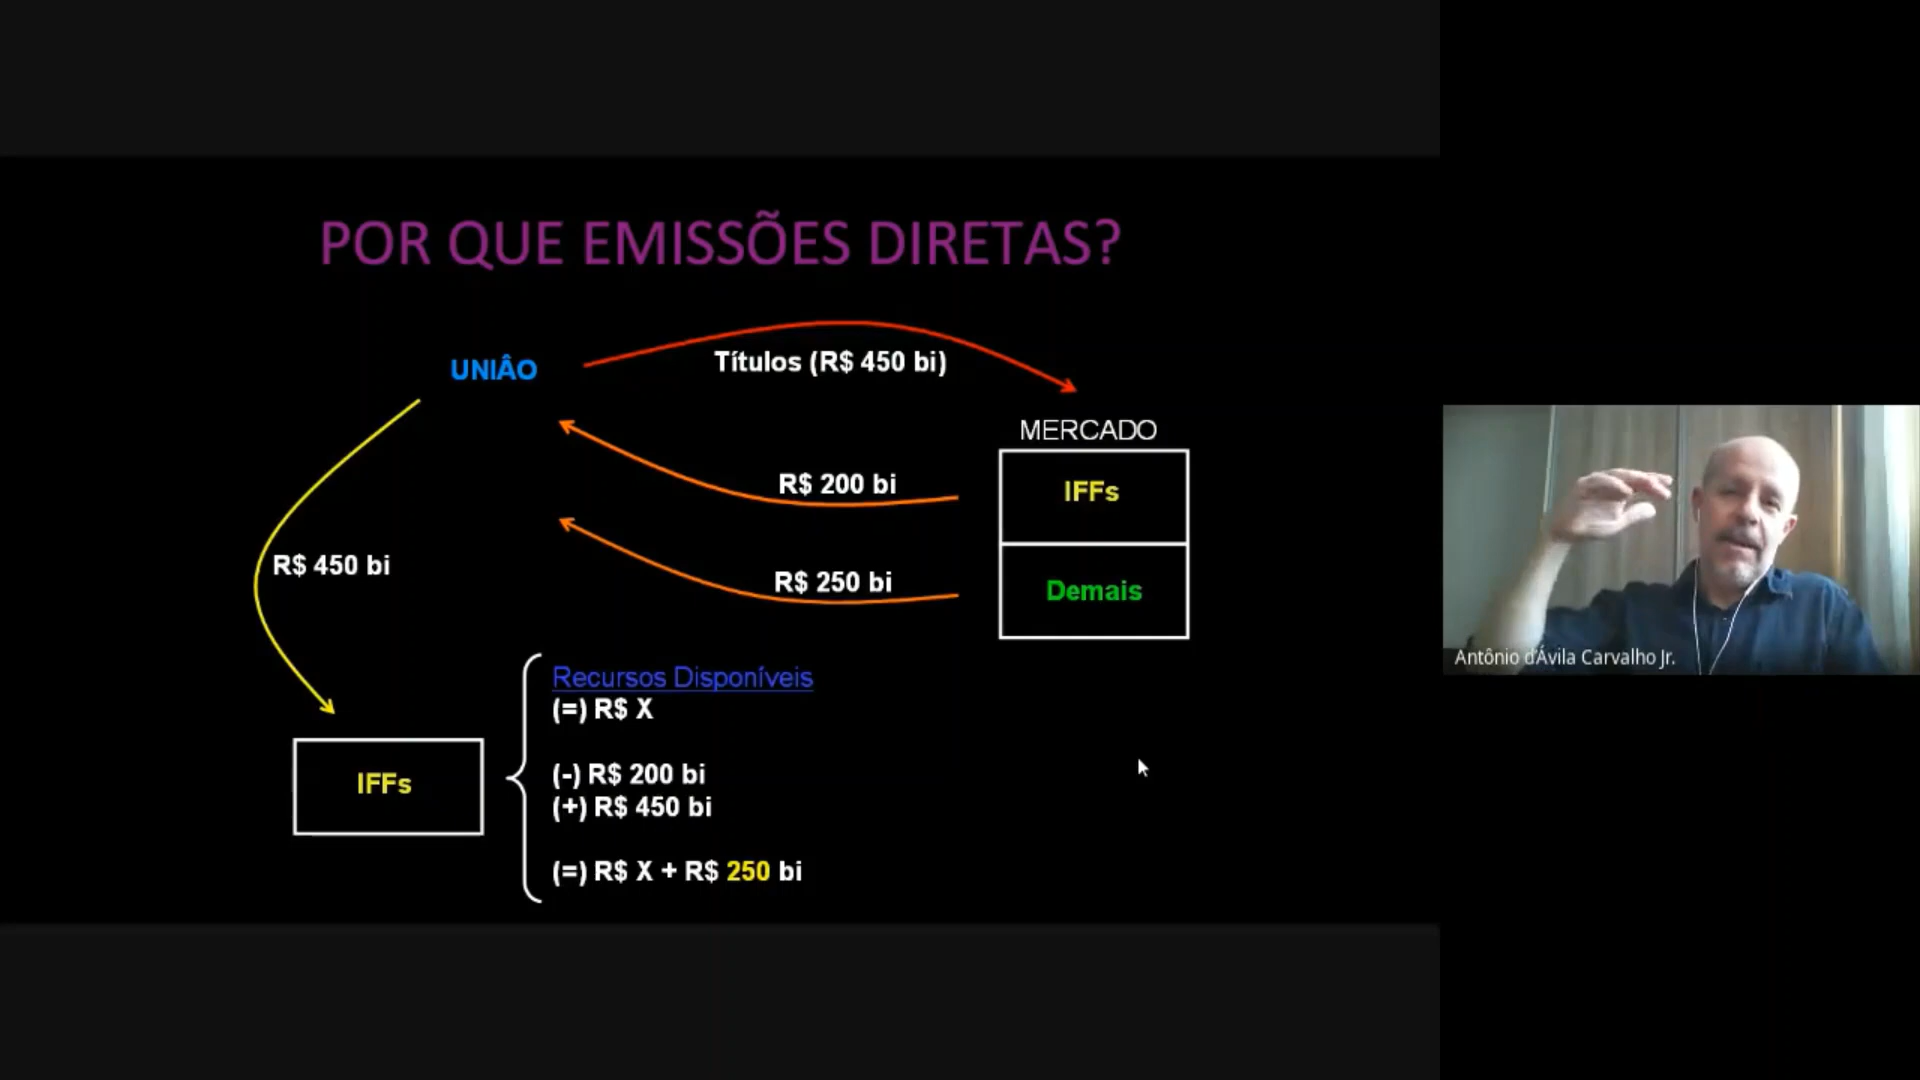 POR QUE EMISSÕES DIRETAS?
UNIÂO
Títulos (R$ 450 bi)
MERCADO
R$ 200 bi
IFFs
R$ 450 bi
R$ 250 bi
Demais
Recursos Disponíveis
(=) R$ X
(-) R$ 200 bi
(+) R$ 450 bi
(=) R$ X + R$ 250 bi
IFFs
Antônio d'Ávila Carvalho Jr.